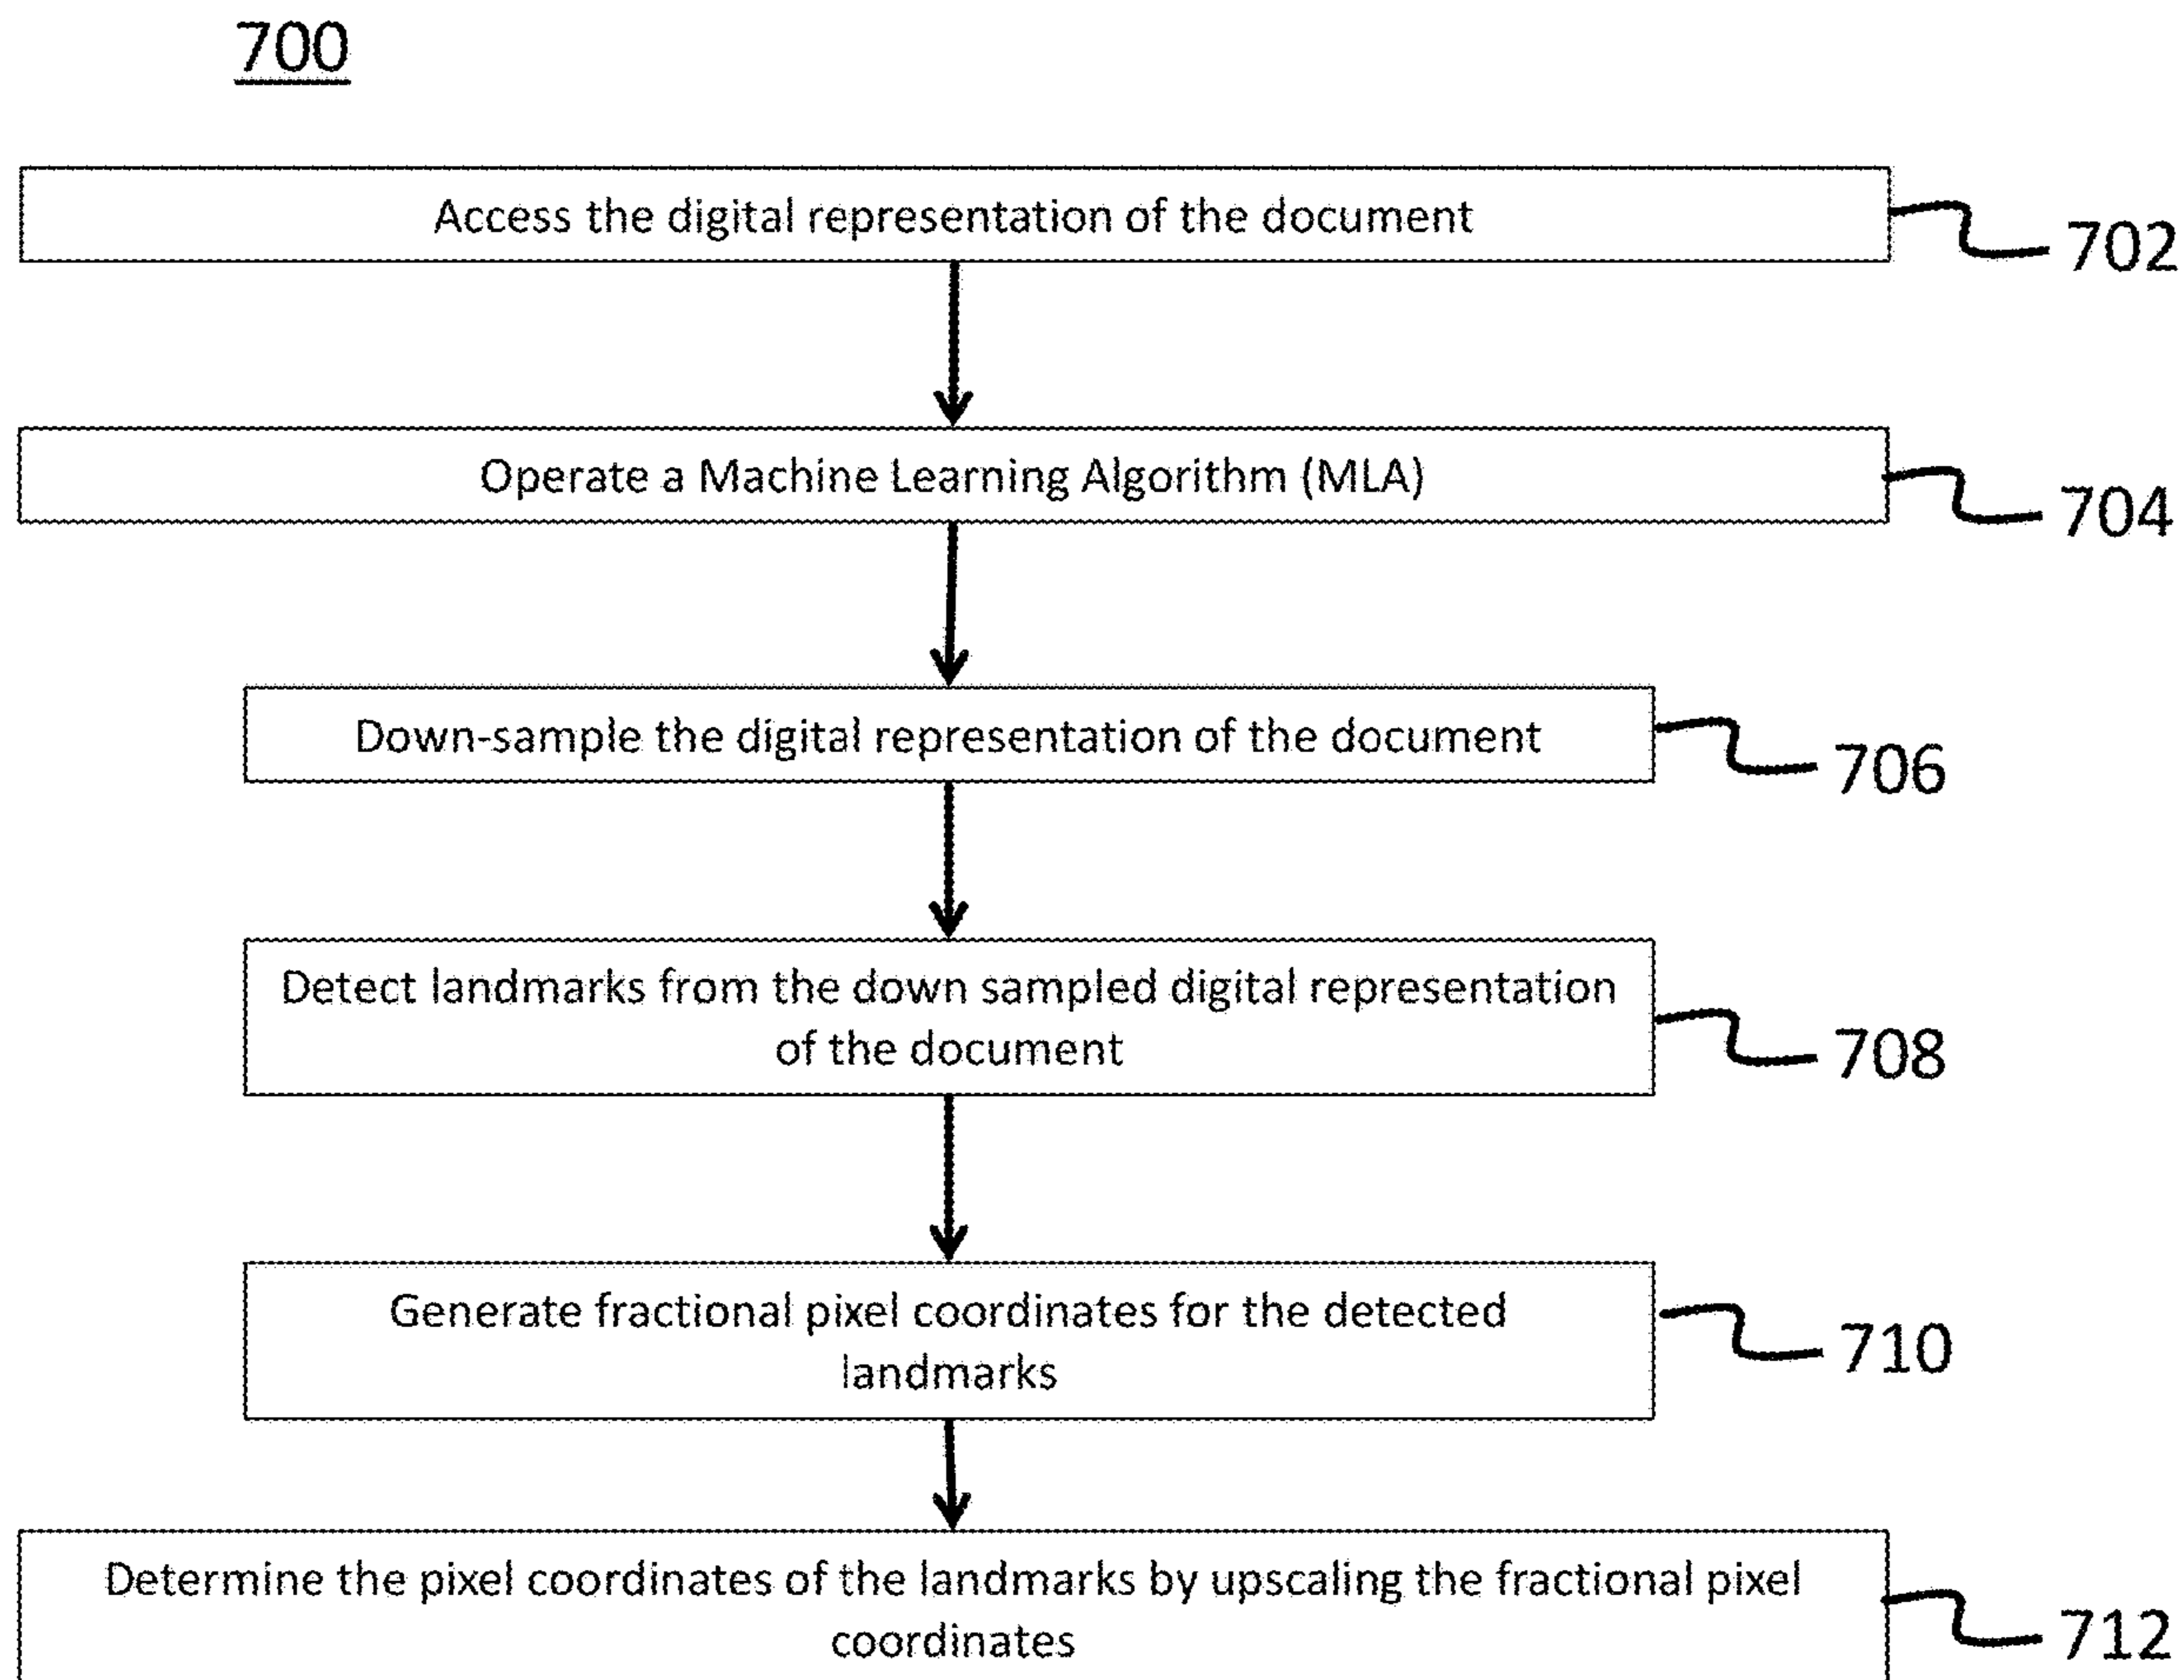 700
Access the digital representation of the document
702
Operate a Machine Learning Algorithm (MLA)
704
Down-sample the digital representation of the document
706
Detect landmarks from the down sampled digital representation
of the document
708
Generate fractional pixel coordinates for the detected
landmarks
710
Determine the pixel coordinates of the landmarks by upscaling the fractional pixel
coordinates
712